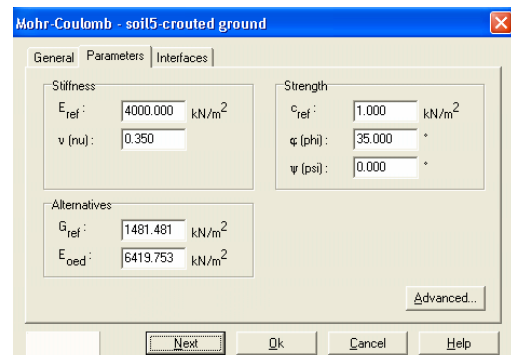 Mohr-Coulomb - soil5-crouted ground
General Parameters Interfaces
Stiffness
E ref : 4000.000 kN/m2
ν (nu) : 0.350
Strength
c ref : 1.000 kN/m2
φ (phi) : 35.000 °
ψ (psi) : 0.000 °
Alternatives
G ref : 1481.481 kN/m2
E oed : 6419.753 kN/m2
Advanced...
Next Ok Cancel Help